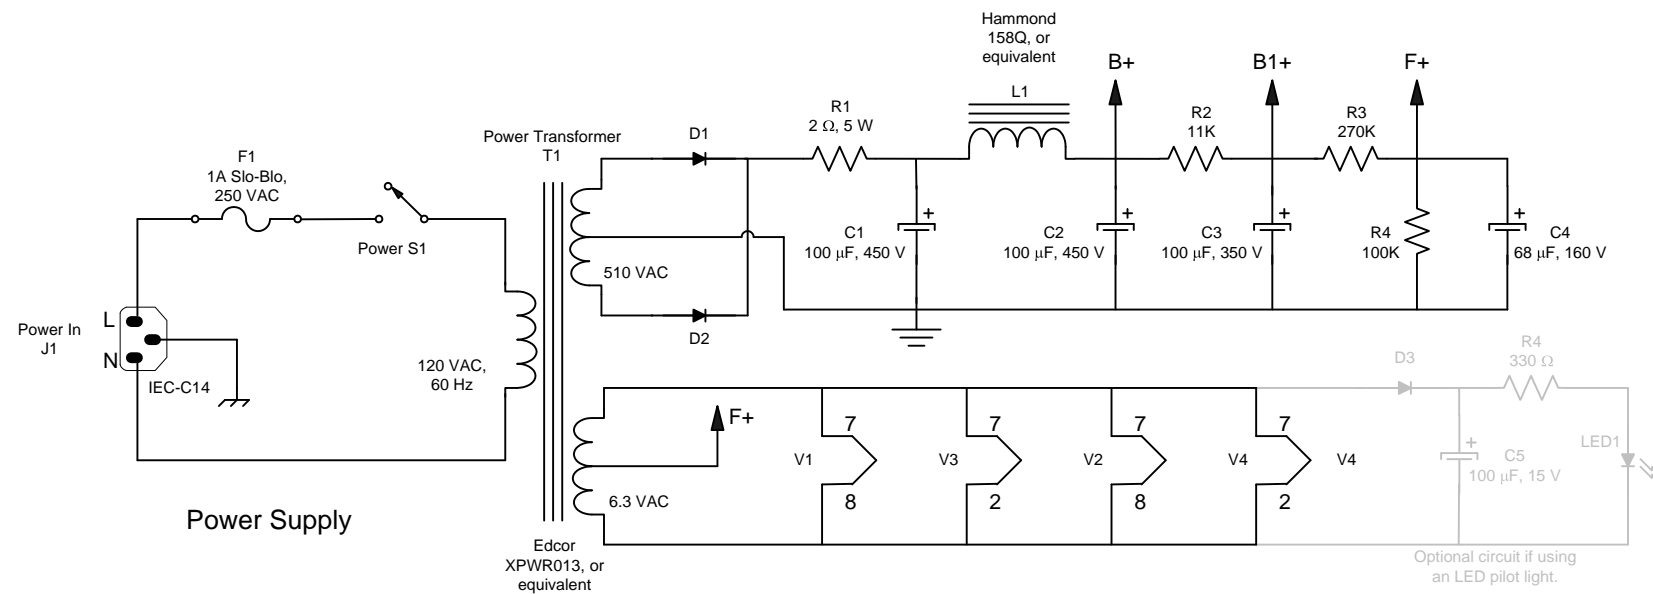 Hammond
158Q, or
equivalent
L1
B+
B1+
F+
R1
2 Ω, 5 W
R2
11K
R3
270K
Power Transformer
T1
D1
F1
1A Slo-Blo,
250 VAC
Power S1
C1
100 μF, 450 V
C2
100 μF, 450 V
C3
100 μF, 350 V
R4
100K
C4
68 μF, 160 V
510 VAC
D2
Power In
J1
L
N
IEC-C14
120 VAC,
60 Hz
F+
6.3 VAC
V1
7
8
V3
7
2
V2
7
8
V4
7
2
V4
D3
R4
330 Ω
C5
100 μF, 15 V
LED1
Optional circuit if using
an LED pilot light.
Power Supply
Edcor
XPWR013, or
equivalent
+
+
+
+
+